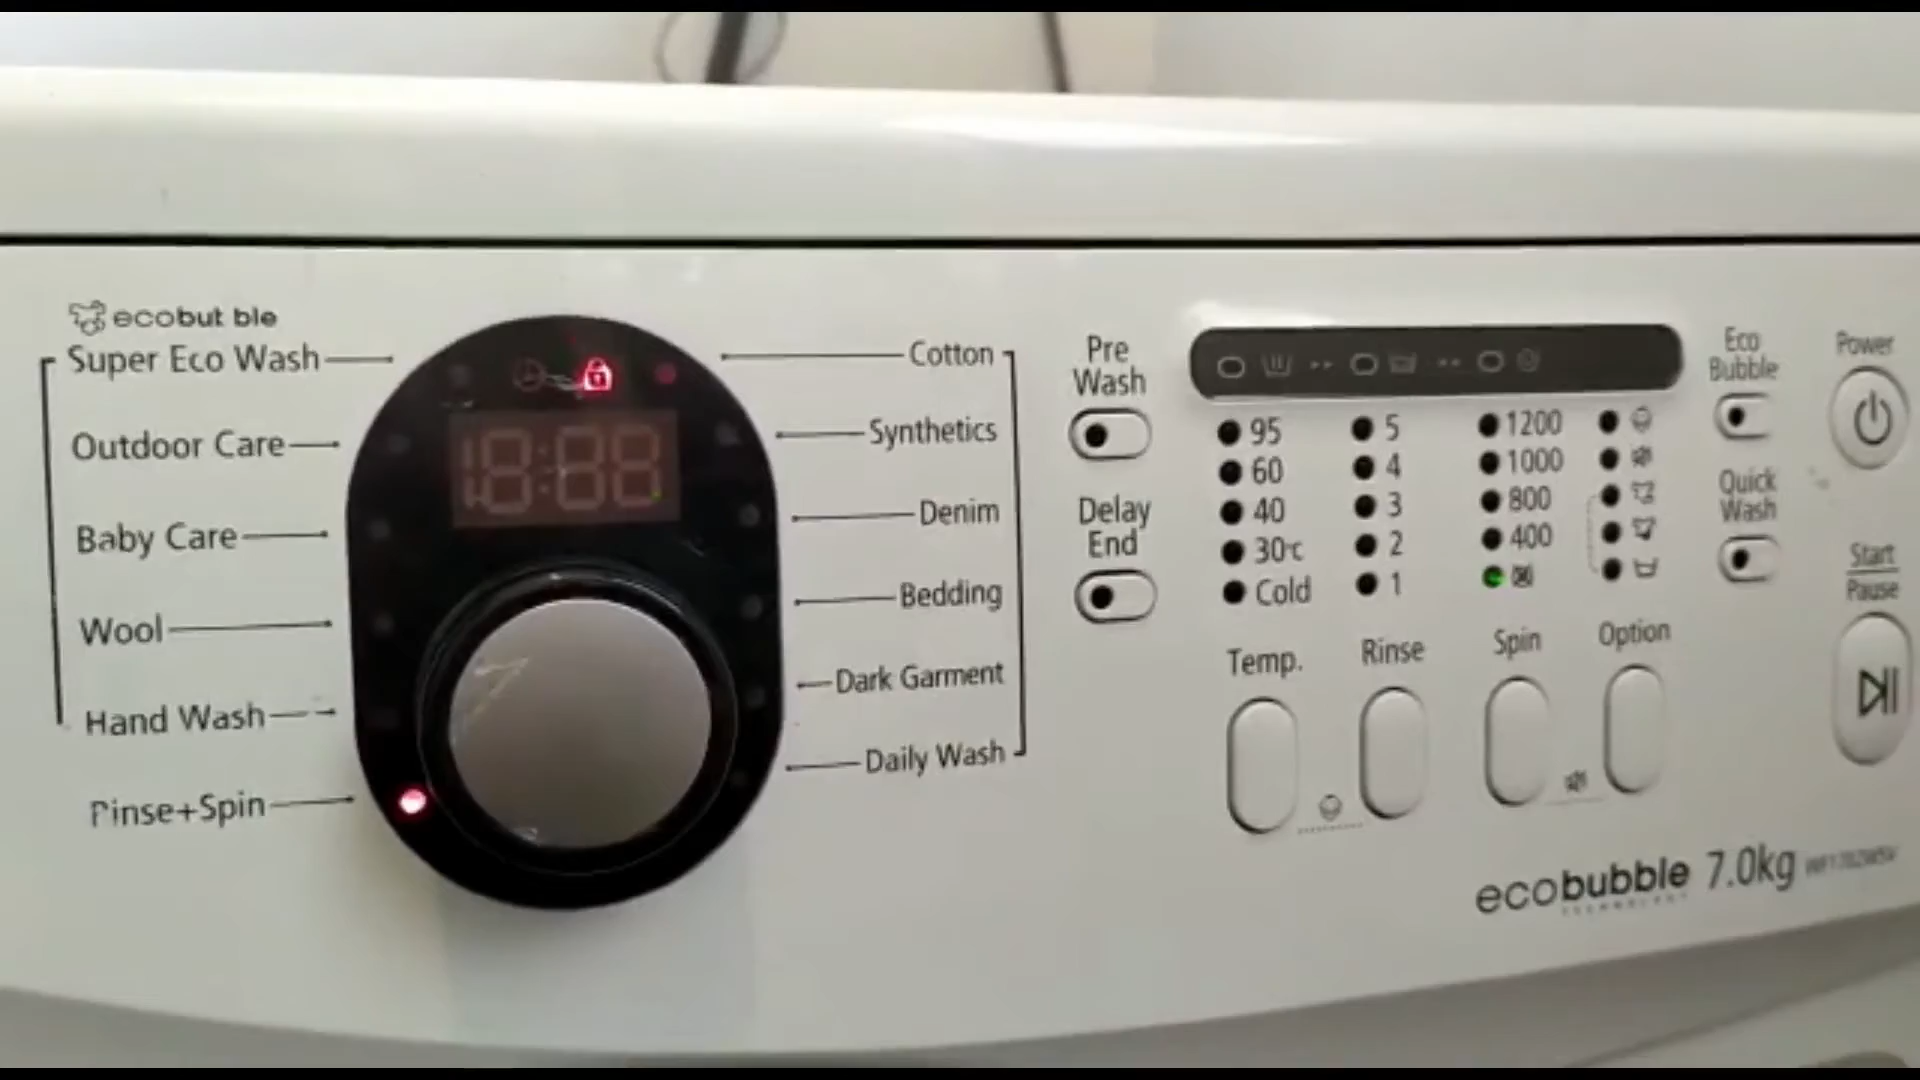 ecobut ble
Super Eco Wash
Outdoor Care
Baby Care
Wool
Hand Wash
Rinse+Spin
18:88
Cotton
Synthetics
Denim
Bedding
Dark Garment
Daily Wash
Pre
Wash
Delay
End
95
60
40
30°c
Cold
Temp.
5
4
3
2
1
Rinse
1200
1000
800
400
Spin
Option
Eco
Bubble
Quick
Wash
Power
Start
Pause
ecobubble 7.0kg
TECHNOLOGY